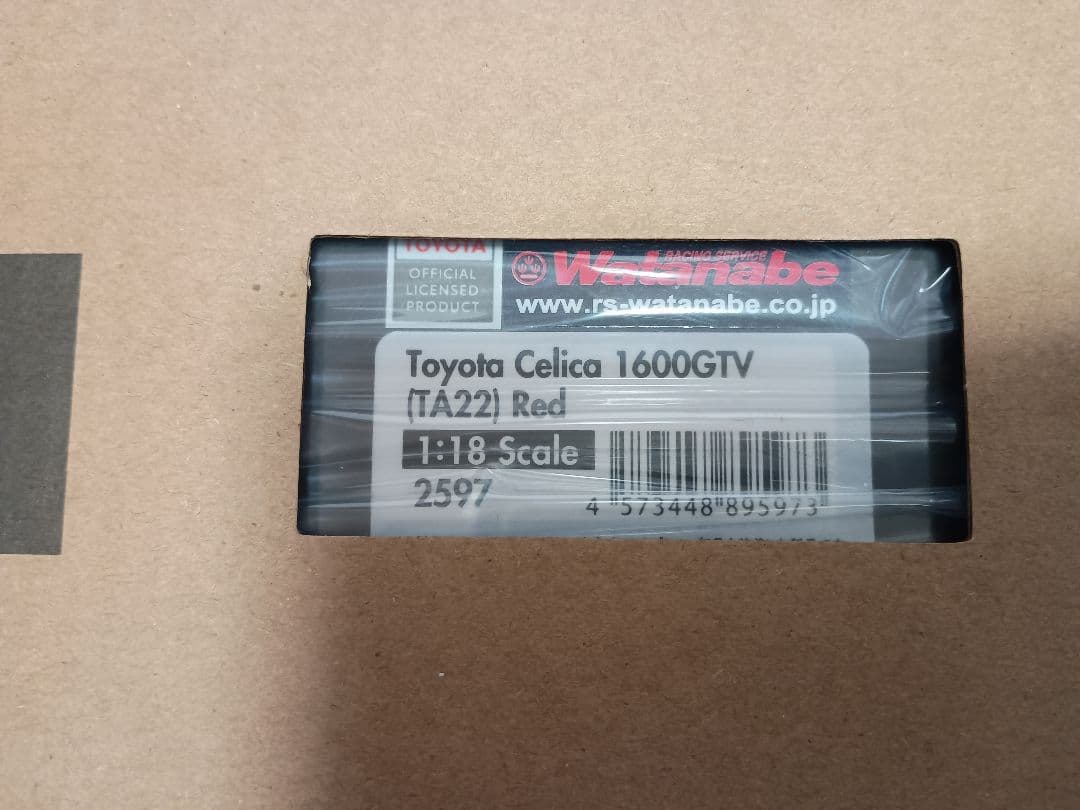 TOYOTA
OFFICIAL
LICENSED
PRODUCT
RACING SERVICE
Watanabe
www.rs-watanabe.co.jp
Toyota Celica 1600GTV
(TA22) Red
1:18 Scale
2597
4 573448 895973